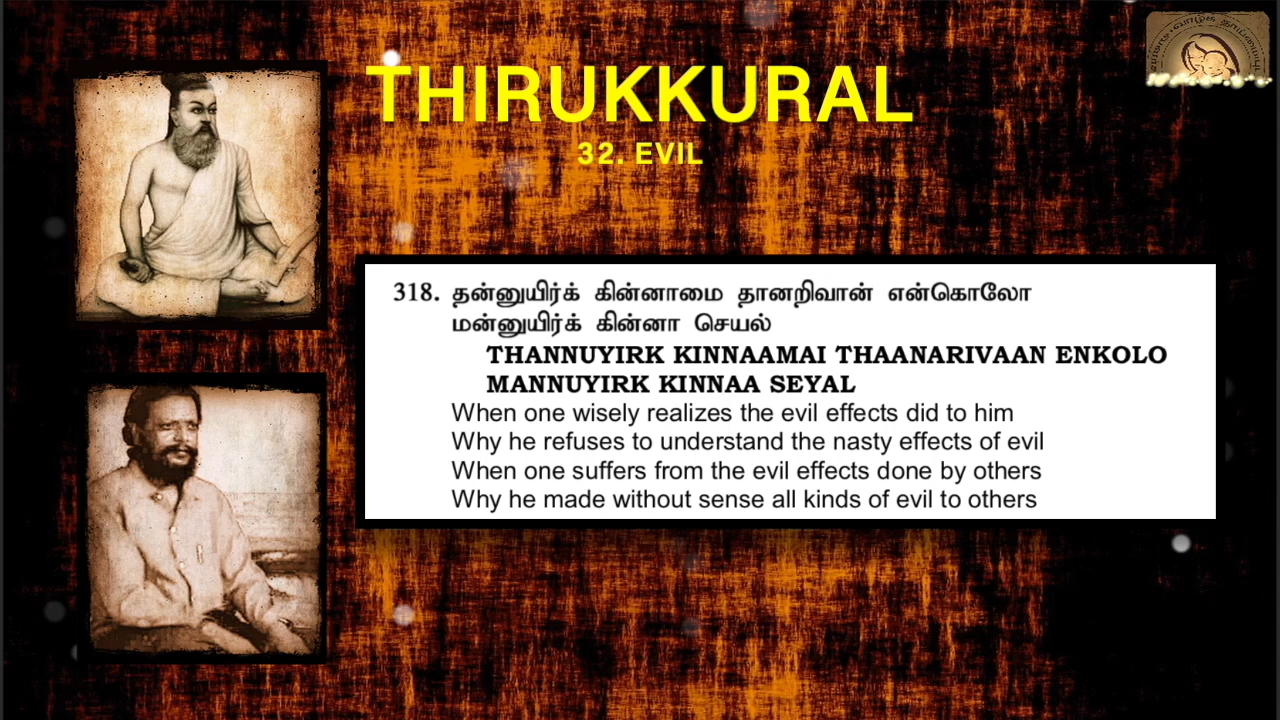 THIRUKKURAL
32. EVIL
318. தன்னுயிர்க் கின்னாமை தானறிவான் என்கொலோ
மன்னுயிர்க் கின்னா செயல்
THANNUYIRK KINNAAMAI THAANARIVAAN ENKOLO
MANNUYIRK KINNAA SEYAL
When one wisely realizes the evil effects did to him
Why he refuses to understand the nasty effects of evil
When one suffers from the evil effects done by others
Why he made without sense all kinds of evil to others